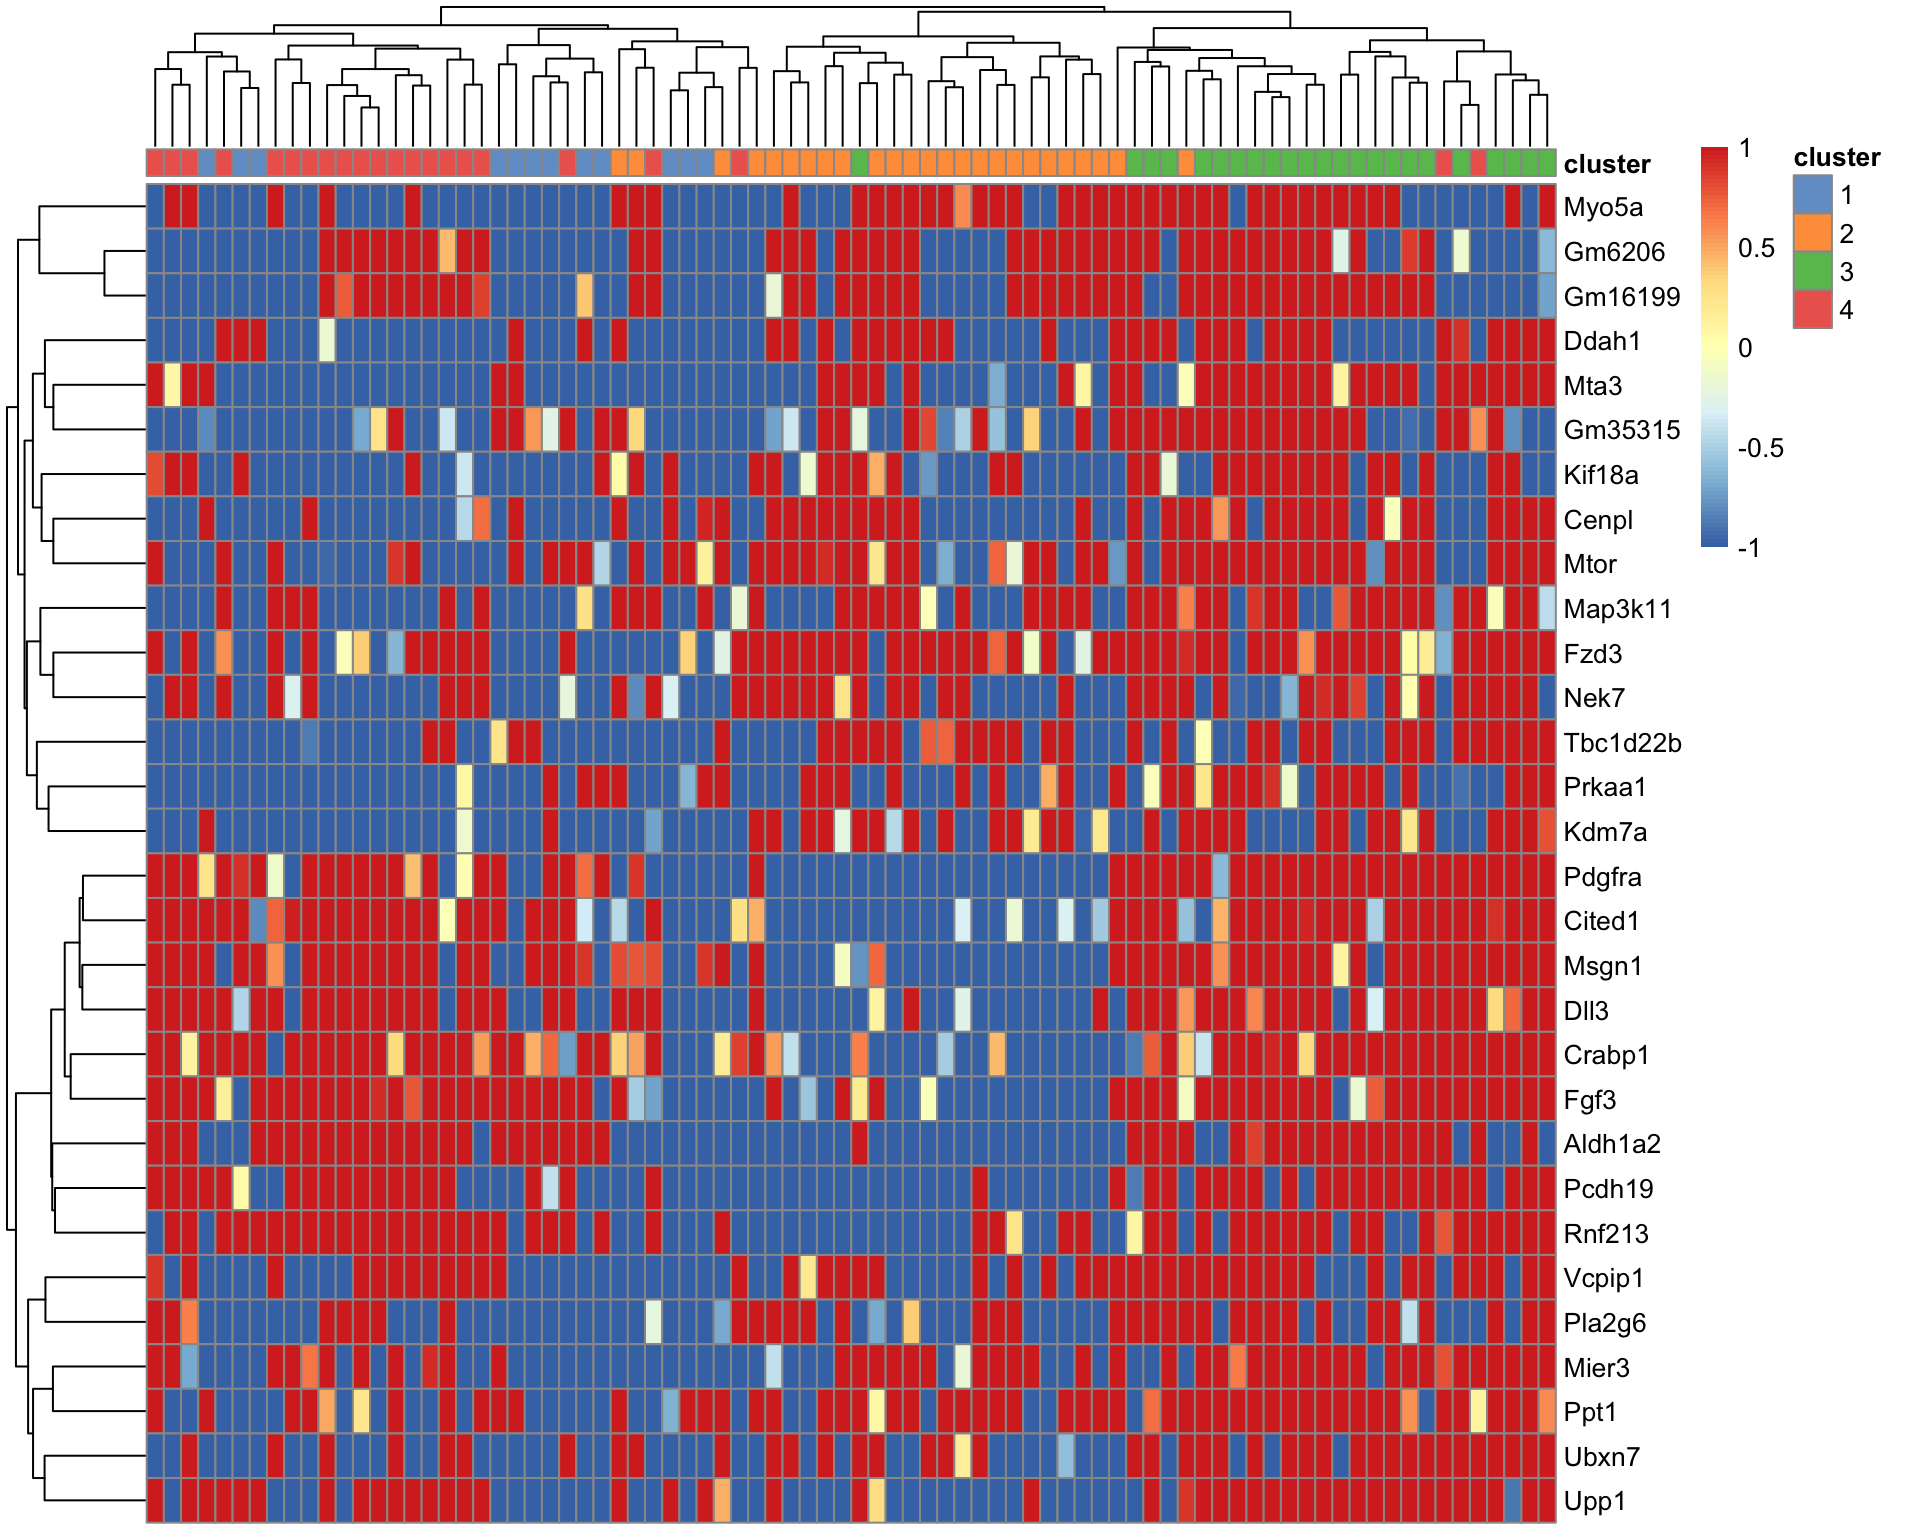 cluster
Myo5a
Gm6206
Gm16199
Ddah1
Mta3
Gm35315
Kif18a
Cenpl
Mtor
Map3k11
Fzd3
Nek7
Tbc1d22b
Prkaa1
Kdm7a
Pdgfra
Cited1
Msgn1
Dll3
Crabp1
Fgf3
Aldh1a2
Pcdh19
Rnf213
Vcpip1
Pla2g6
Mier3
Ppt1
Ubxn7
Upp1
1
0.5
0
-0.5
-1
cluster
1
2
3
4